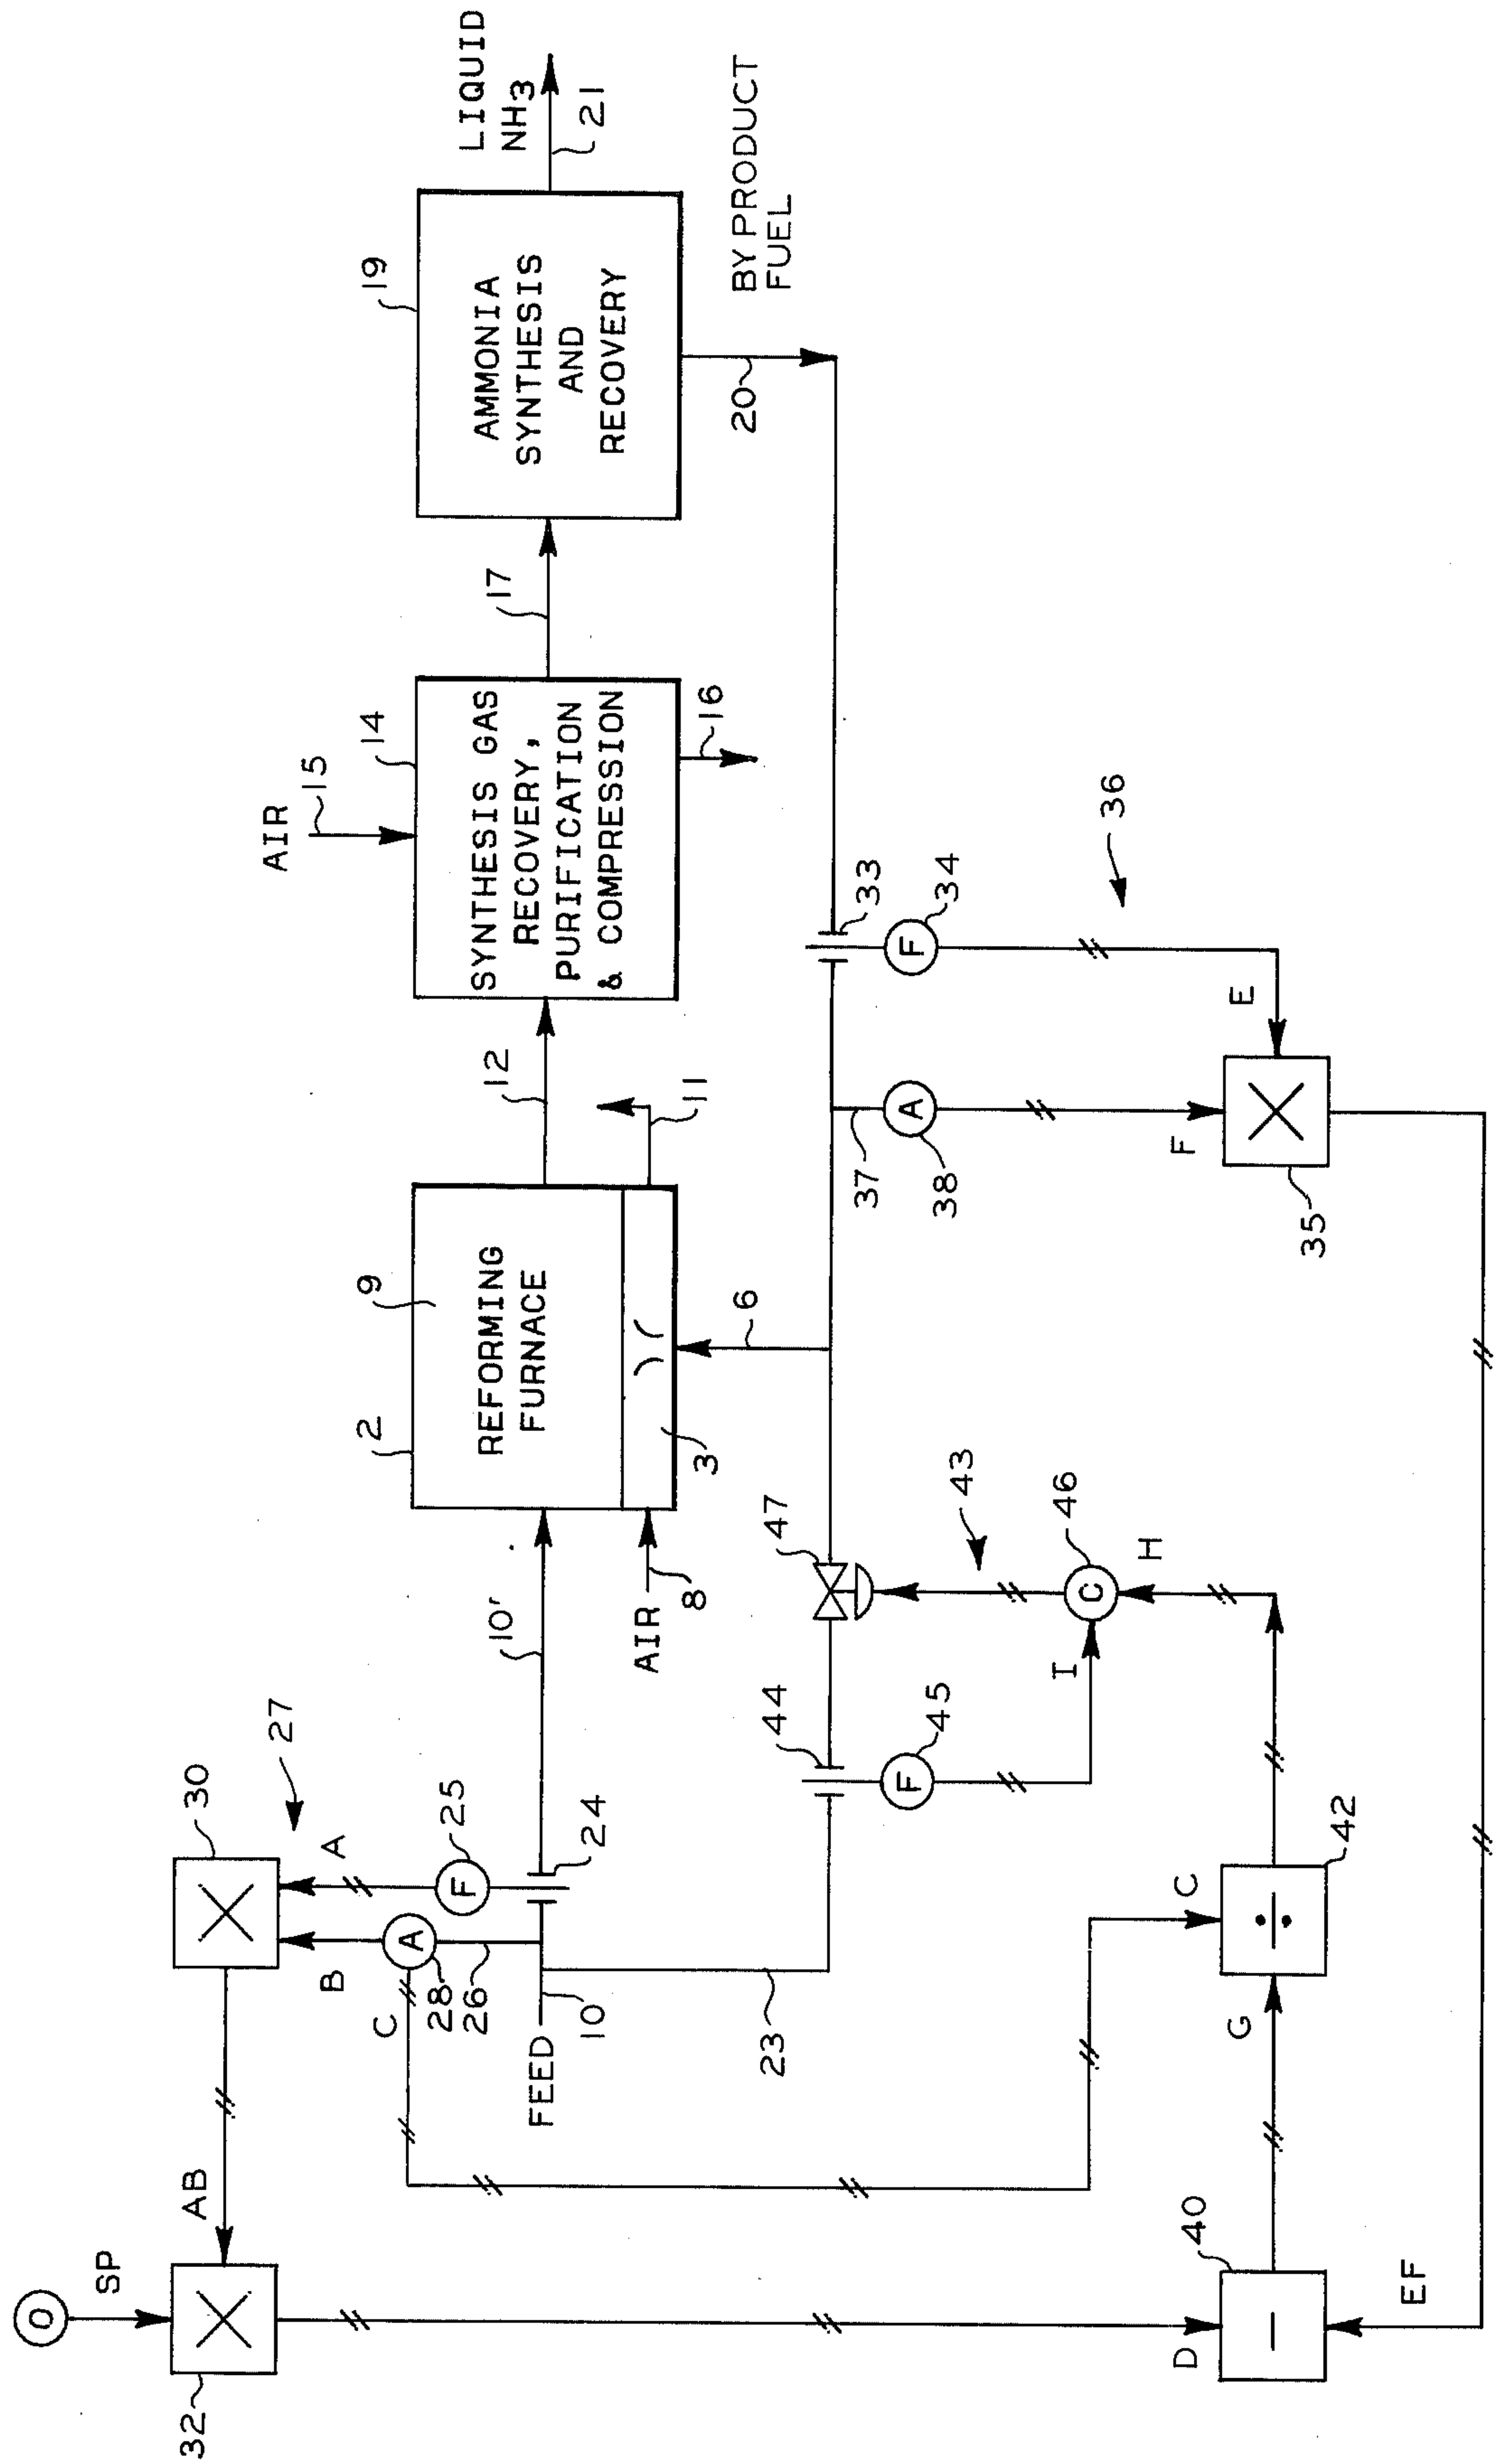 LIQUID
NH3
21
AMMONIA
SYNTHESIS
AND
RECOVERY
19
20
BY PRODUCT
FUEL
17
AIR
15
14
SYNTHESIS GAS
RECOVERY,
PURIFICATION
& COMPRESSION
16
12
11
REFORMING
FURNACE
9
2
3
6
AIR
8
10'
FEED
10
23
24
25
F
A
27
30
B
A
28
26
C
AB
SP
O
32
33
34
F
36
E
37
38
A
F
35
47
43
46
C
H
I
44
45
F
42
C
G
40
D
EF